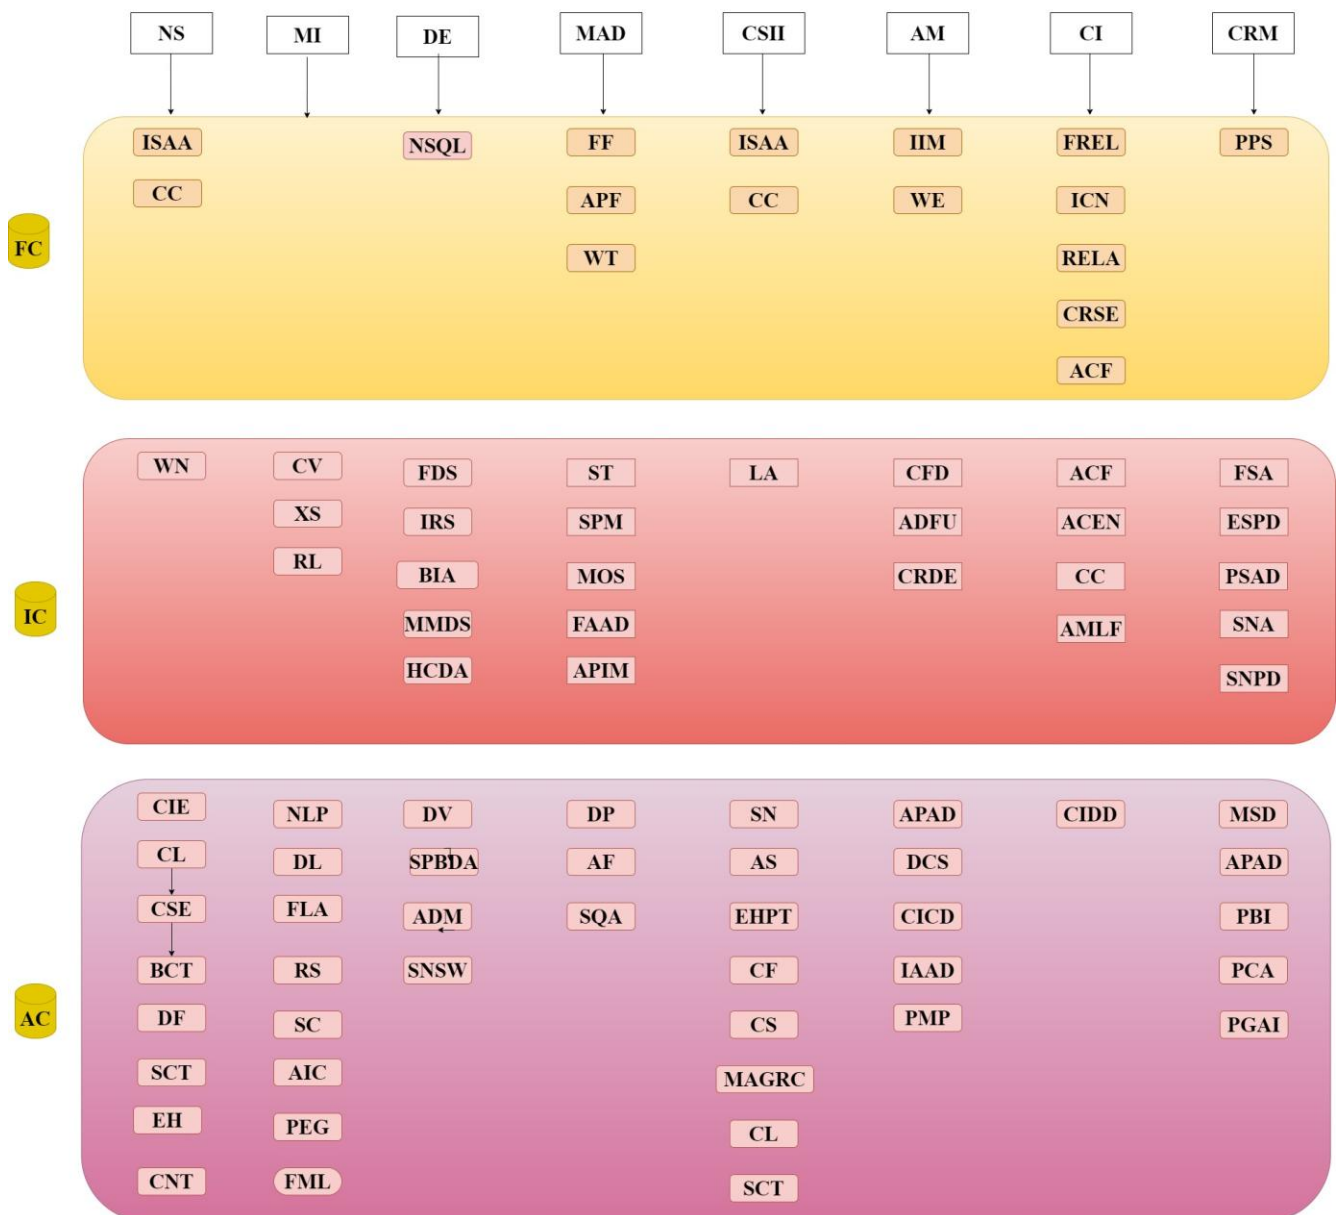 NS MI DE MAD CSII AM CI CRM
ISAA NSQL FF ISAA IIM FREL PPS
CC APF CC WE ICN
FC
WT RELA
CRSE
ACF
WN CV FDS ST LA CFD ACF FSA
XS IRS SPM ADFU ACEN ESPD
RL BIA MOS CRDE CC PSAD
IC
MMDS FAAD AMLF SNA
HCDA APIM SNPD
CIE NLP DV DP SN APAD CIDD MSD
CL DL SPBDA AF AS DCS APAD
CSE FLA ADM SQA EHPT CICD PBI
BCT RS SNSW CF IAAD PCA
AC
DF SC CS PMP PGAI
SCT AIC MAGRC
EH PEG CL
CNT FML SCT